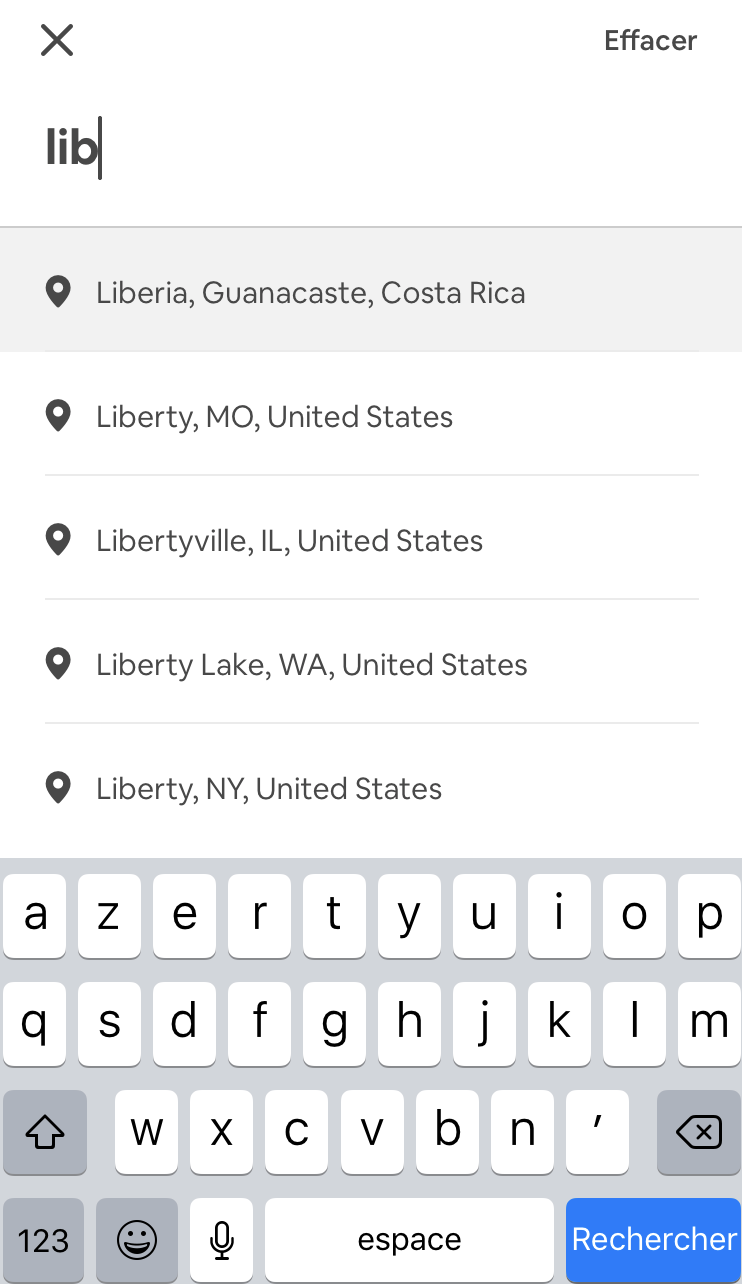 Effacer
lib
Liberia, Guanacaste, Costa Rica
Liberty, MO, United States
Libertyville, IL, United States
Liberty Lake, WA, United States
Liberty, NY, United States
a z e r t y u i o p
q s d f g h j k l m
w x c v b n ′
123 espace Rechercher